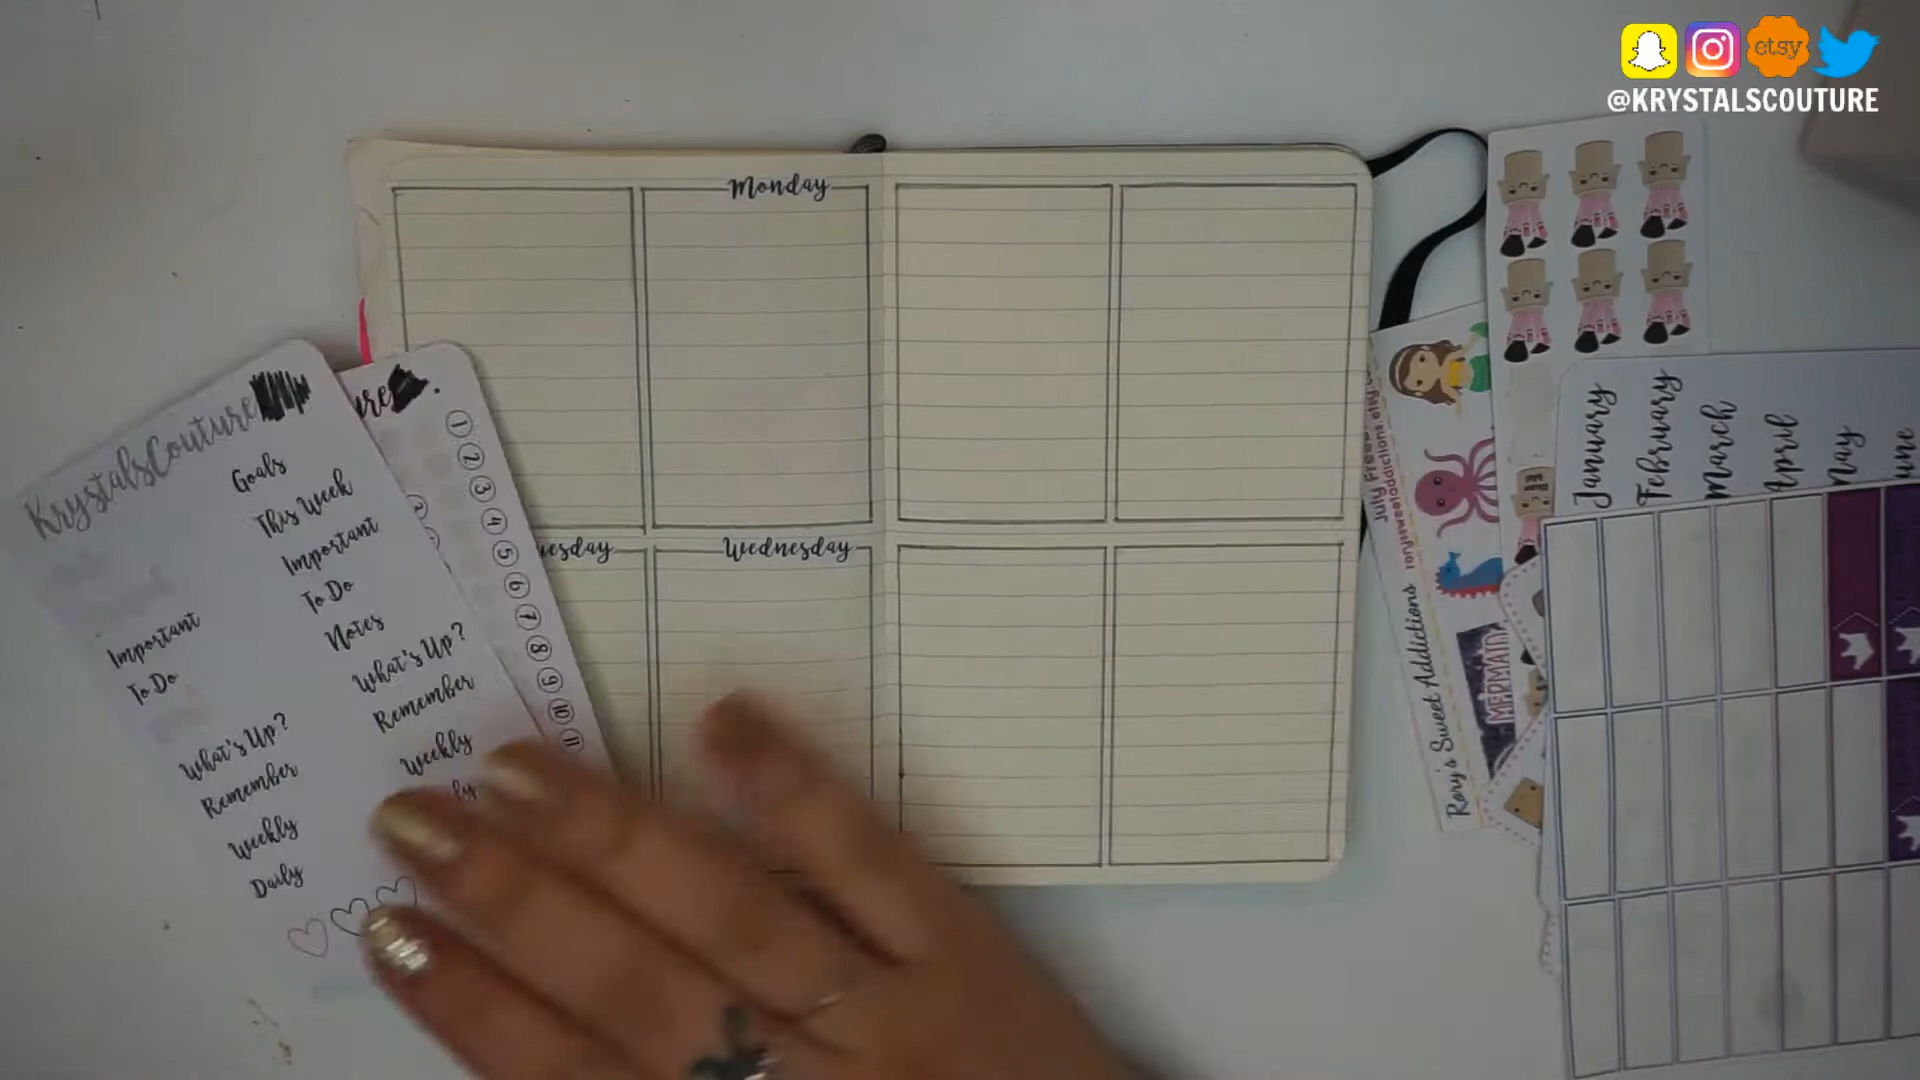 etsy
@KRYSTALSCOUTURE
Monday
Wednesday
KrystalsCouture
Goals
This Week
Important
To Do
Notes
What's Up?
Remember
Weekly
Important
To Do
What's Up?
Remember
Weekly
Daily
1
2
3
4
5
6
7
8
9
10
11
Rory's Sweet Addictions
MERMAID
January
February
March
April
May